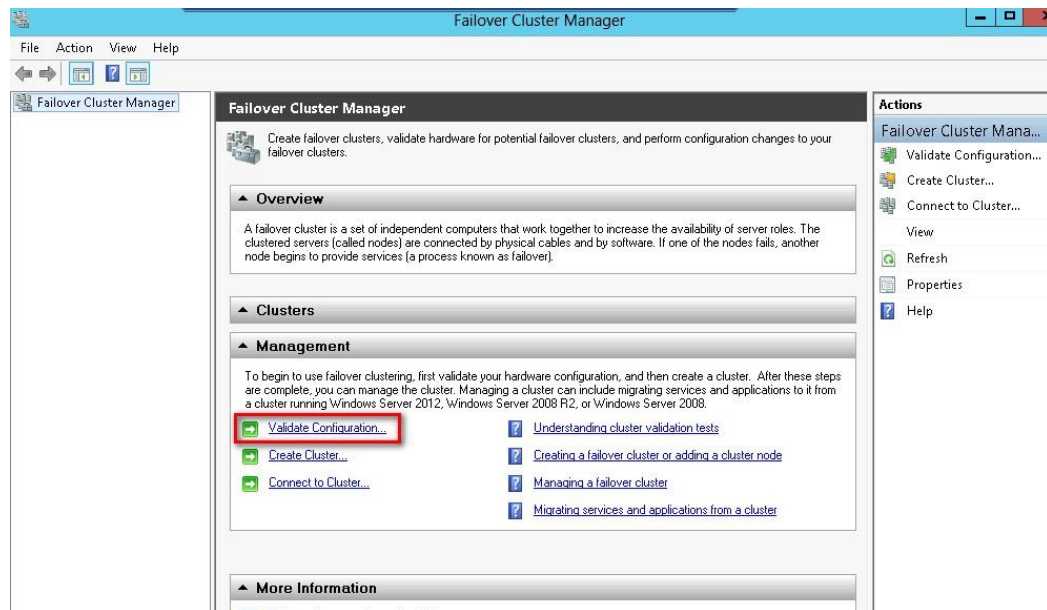 Failover Cluster Manager
File Action View Help
Failover Cluster Manager
Failover Cluster Manager
Create failover clusters, validate hardware for potential failover clusters, and perform configuration changes to your
failover clusters.
Overview
A failover cluster is a set of independent computers that work together to increase the availability of server roles. The
clustered servers (called nodes) are connected by physical cables and by software. If one of the nodes fails, another
node begins to provide services (a process known as failover).
Clusters
Management
To begin to use failover clustering, first validate your hardware configuration, and then create a cluster. After these steps
are complete, you can manage the cluster. Managing a cluster can include migrating services and applications to it from
a cluster running Windows Server 2012, Windows Server 2008 R2, or Windows Server 2008.
Validate Configuration...
Understanding cluster validation tests
Create Cluster...
Creating a failover cluster or adding a cluster node
Connect to Cluster...
Managing a failover cluster
Migrating services and applications from a cluster
More Information
Actions
Failover Cluster Mana...
Validate Configuration...
Create Cluster...
Connect to Cluster...
View
Refresh
Properties
Help